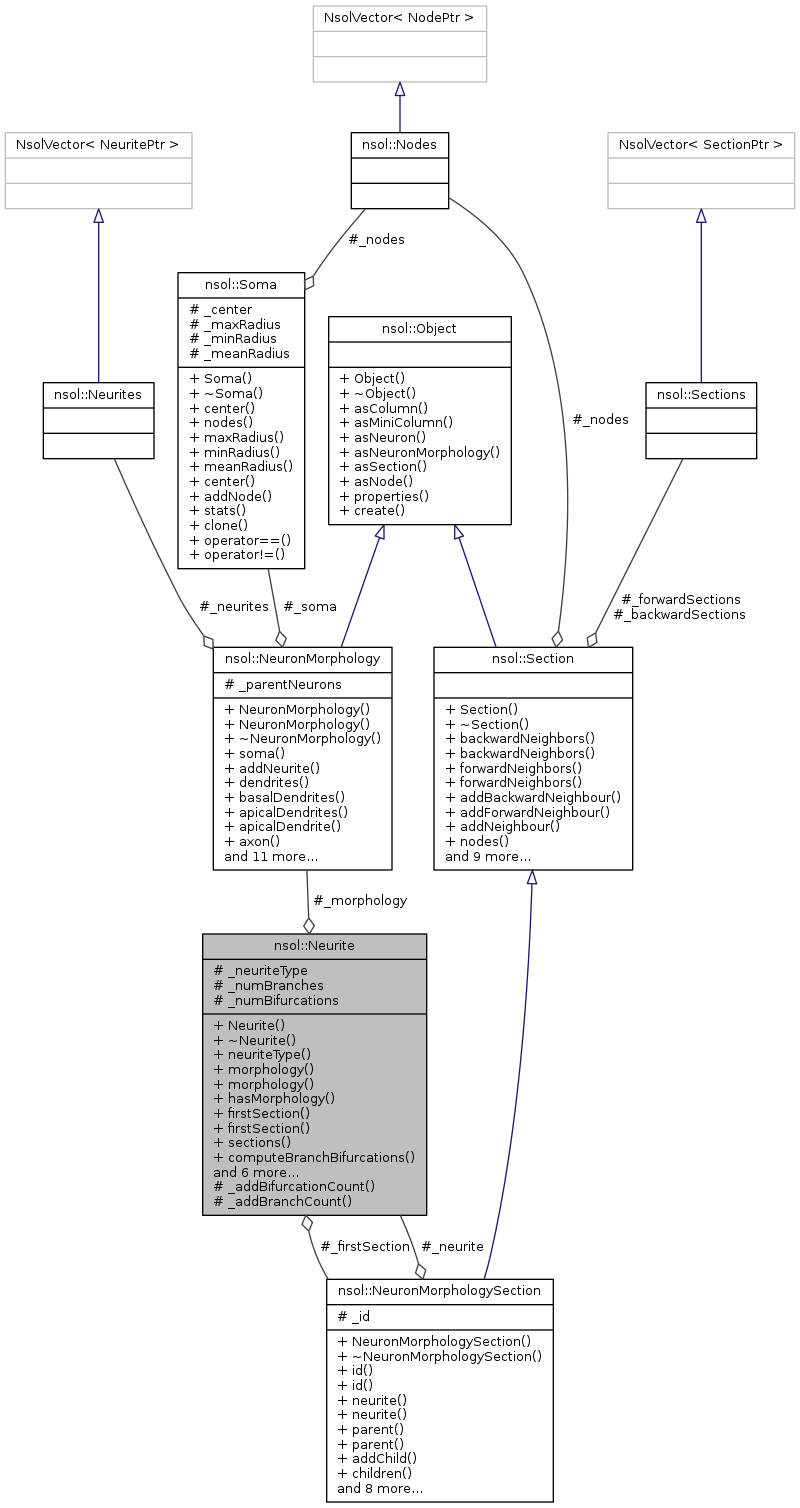 NsolVector< NodePtr >
NsolVector< NeuritePtr >
nsol::Nodes
NsolVector< SectionPtr >
#_nodes
nsol::Soma
# _center
# _maxRadius
# _minRadius
# _meanRadius
+ Soma()
+ ~Soma()
+ center()
+ nodes()
+ maxRadius()
+ minRadius()
+ meanRadius()
+ center()
+ addNode()
+ stats()
+ clone()
+ operator==()
+ operator!=()
nsol::Object
+ Object()
+ ~Object()
+ asColumn()
+ asMiniColumn()
+ asNeuron()
+ asNeuronMorphology()
+ asSection()
+ asNode()
+ properties()
+ create()
nsol::Neurites
#_nodes
nsol::Sections
#_neurites
#_soma
#_forwardSections
#_backwardSections
nsol::NeuronMorphology
# _parentNeurons
+ NeuronMorphology()
+ NeuronMorphology()
+ ~NeuronMorphology()
+ soma()
+ addNeurite()
+ dendrites()
+ basalDendrites()
+ apicalDendrites()
+ apicalDendrite()
+ axon()
and 11 more...
nsol::Section
+ Section()
+ ~Section()
+ backwardNeighbors()
+ backwardNeighbors()
+ forwardNeighbors()
+ forwardNeighbors()
+ addBackwardNeighbour()
+ addForwardNeighbour()
+ addNeighbour()
+ nodes()
and 9 more...
#_morphology
nsol::Neurite
# _neuriteType
# _numBranches
# _numBifurcations
+ Neurite()
+ ~Neurite()
+ neuriteType()
+ morphology()
+ morphology()
+ hasMorphology()
+ firstSection()
+ firstSection()
+ sections()
+ computeBranchBifurcations()
and 6 more...
# _addBifurcationCount()
# _addBranchCount()
#_firstSection
#_neurite
nsol::NeuronMorphologySection
# _id
+ NeuronMorphologySection()
+ ~NeuronMorphologySection()
+ id()
+ id()
+ neurite()
+ neurite()
+ parent()
+ parent()
+ addChild()
+ children()
and 8 more...